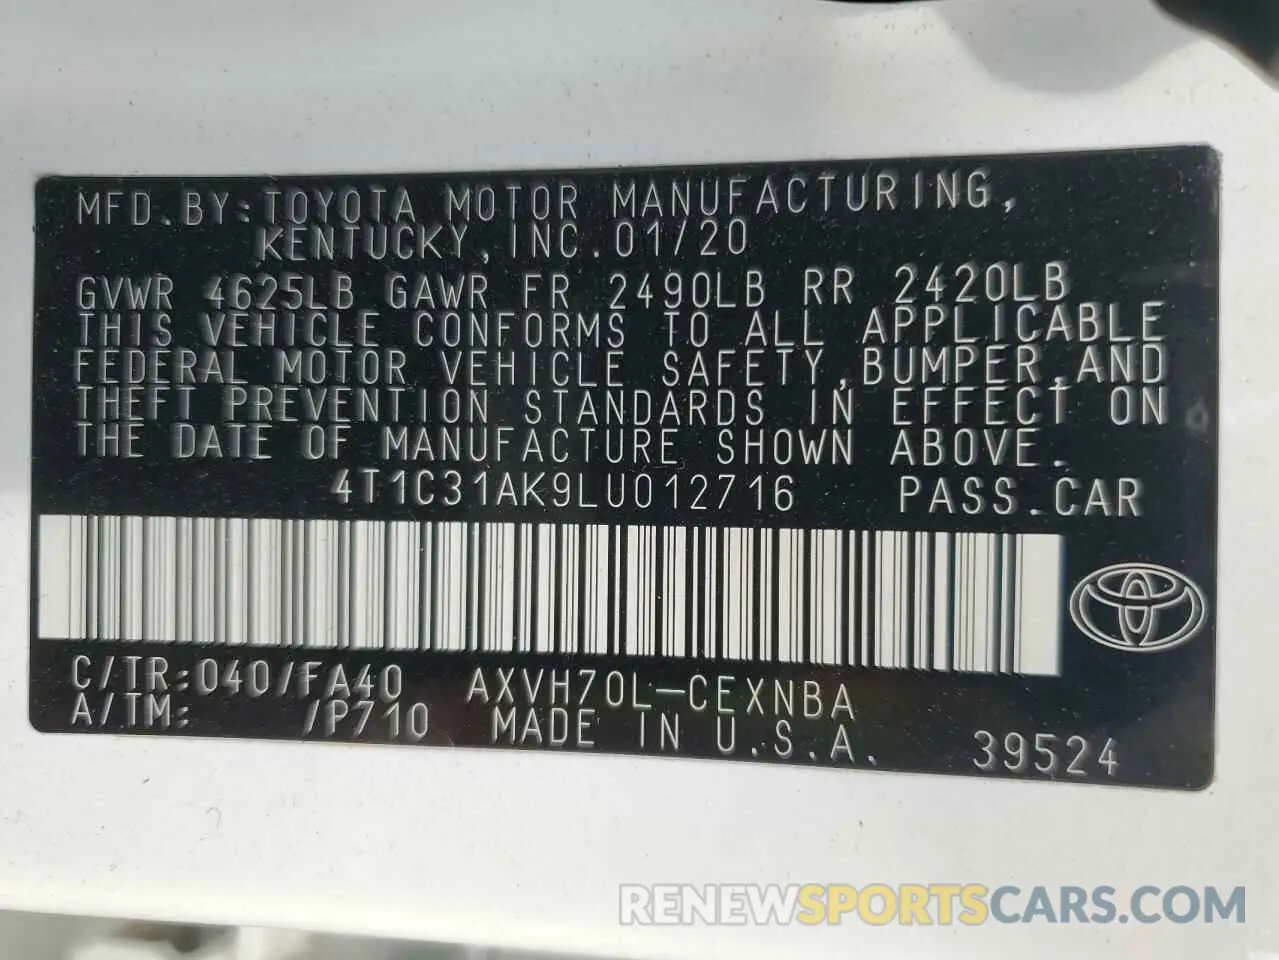 MFD.BY:TOYOTA MOTOR MANUFACTURING,
KENTUCKY,INC.01/20
GVWR 4625LB GAWR FR 2490LB RR 2420LB
THIS VEHICLE CONFORMS TO ALL APPLICABLE
FEDERAL MOTOR VEHICLE SAFETY,BUMPER,AND
THEFT PREVENTION STANDARDS IN EFFECT ON
THE DATE OF MANUFACTURE SHOWN ABOVE.
4T1C31AK9LU012716 PASS.CAR
C/TR:040/FA40 AXVH70L-CEXNBA
A/TM: /P710 MADE IN U.S.A. 39524
RENEWSPORTSCARS.COM